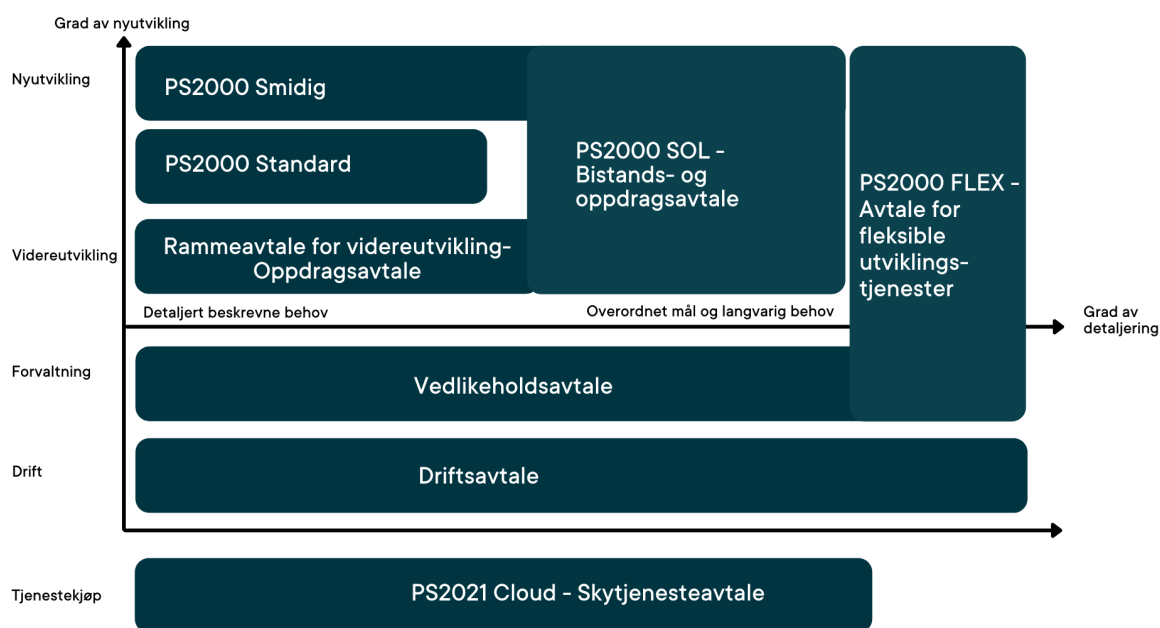 Grad av nyutvikling
Nyutvikling
PS2000 Smidig
PS2000 Standard
PS2000 SOL -
Bistands- og
oppdragsavtale
PS2000 FLEX -
Avtale for
fleksible
utviklings-
tjenester
Videreutvikling
Rammeavtale for videreutvikling-
Oppdragsavtale
Detaljert beskrevne behov
Overordnet mål og langvarig behov
Grad av
detaljering
Forvaltning
Vedlikeholdsavtale
Drift
Driftsavtale
Tjenestekjøp
PS2021 Cloud - Skytjenesteavtale